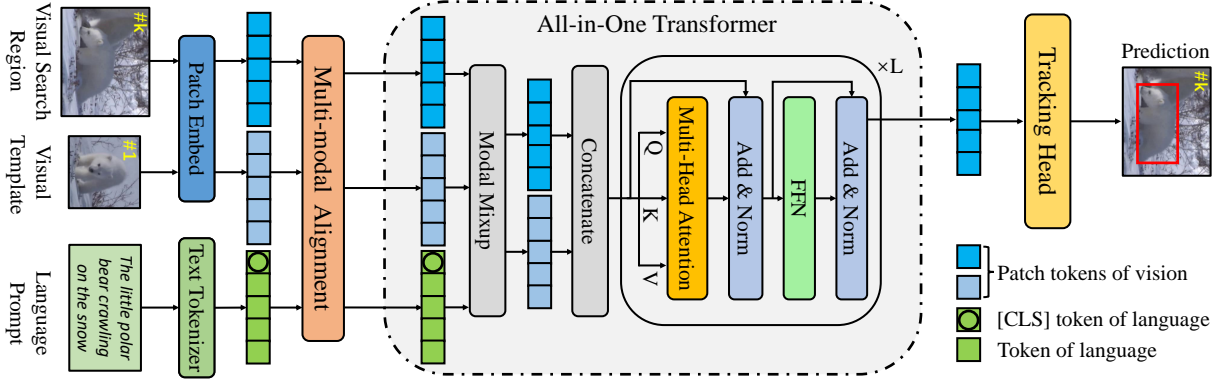 Visual Search
Region
#k
Visual
Template
#1
Language
Prompt
The little polar
bear crawling
on the snow
Patch Embed
Text Tokenizer
Multi-modal Alignment
All-in-One Transformer
Modal Mixup
Concatenate
×L
Q
K
V
Multi-Head Attention
Add & Norm
FFN
Add & Norm
Tracking Head
Prediction
#k
Patch tokens of vision
[CLS] token of language
Token of language